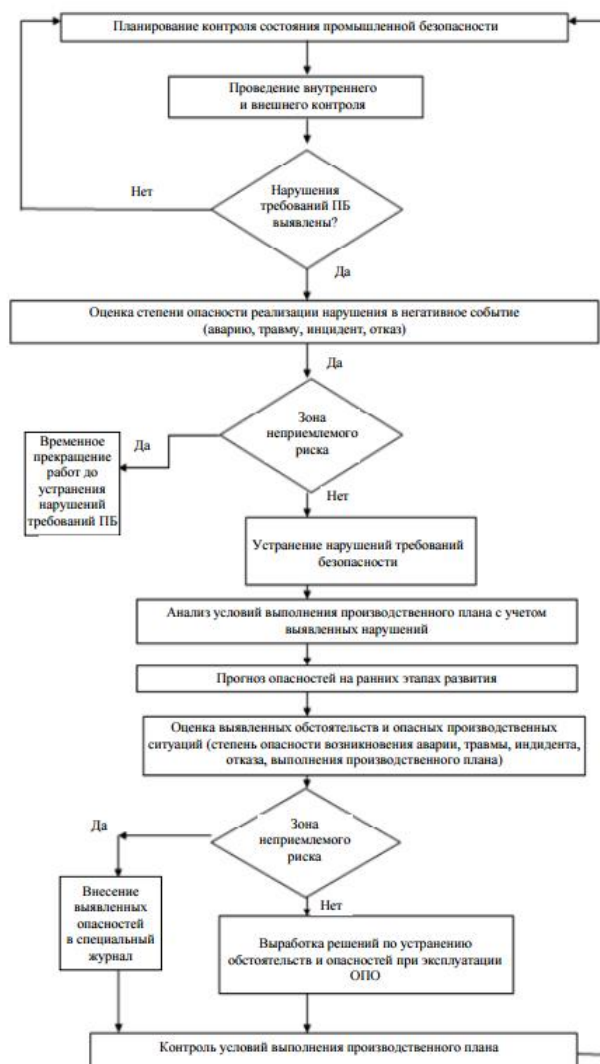 Планирование контроля состояния промышленной безопасности
Проведение внутреннего
и внешнего контроля
Нет
Нарушения
требований ПБ
выявлены?
Да
Оценка степени опасности реализации нарушения в негативное событие
(аварию, травму, инцидент, отказ)
Да
Зона
неприемлемого
риска
Да
Временное
прекращение
работ до
устранения
нарушений
требований ПБ
Нет
Устранение нарушений требований
безопасности
Анализ условий выполнения производственного плана с учетом
выявленных нарушений
Прогноз опасностей на ранних этапах развития
Оценка выявленных обстоятельств и опасных производственных
ситуаций (степень опасности возникновения аварии, травмы, индидента,
отказа, выполнения производственного плана)
Да
Зона
неприемлемого
риска
Нет
Внесение
выявленных
опасностей
в специальный
журнал
Выработка решений по устранению
обстоятельств и опасностей при эксплуатации
ОПО
Контроль условий выполнения производственного плана